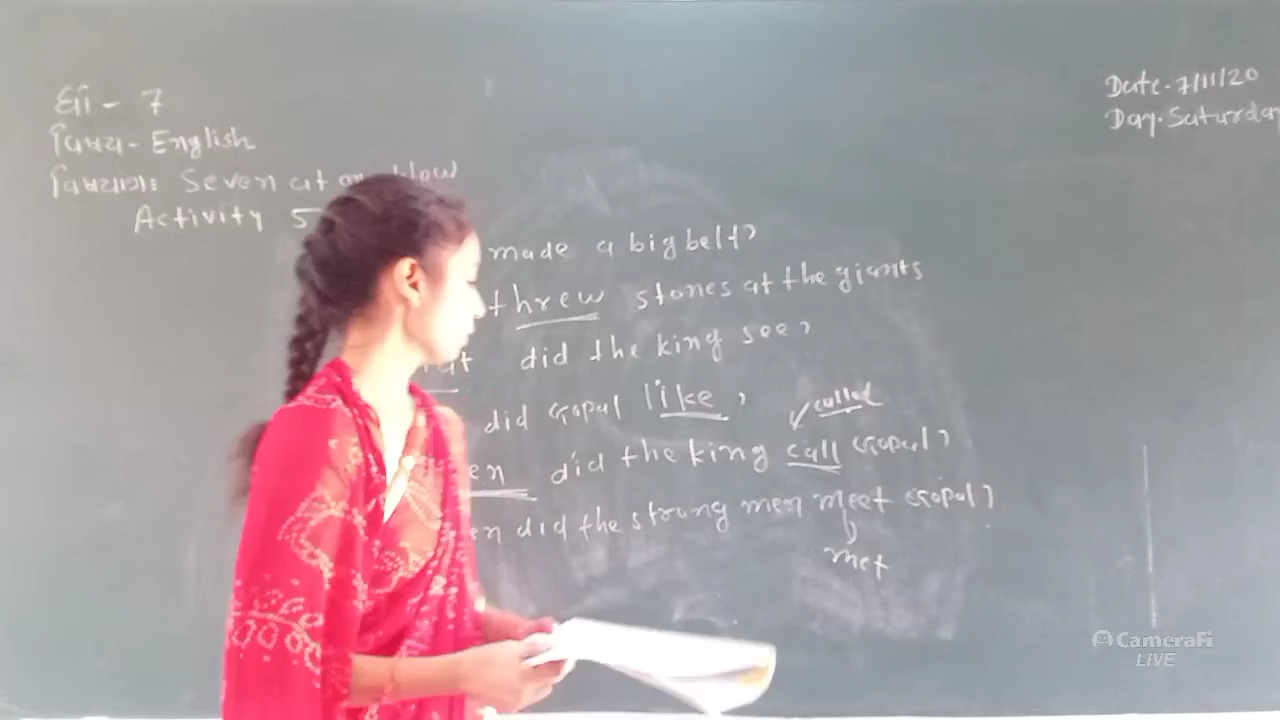 ધો - 7
વિષય - English
વિષયાંગ: Seven at
Activity 5
Date - 7/11/20
Day - Saturday
made a big belt?
threw stones at the giants
did the king see?
did Gopal like?
called
did the king call Gopal?
did the strong men meet Gopal?
met
CameraFi
LIVE